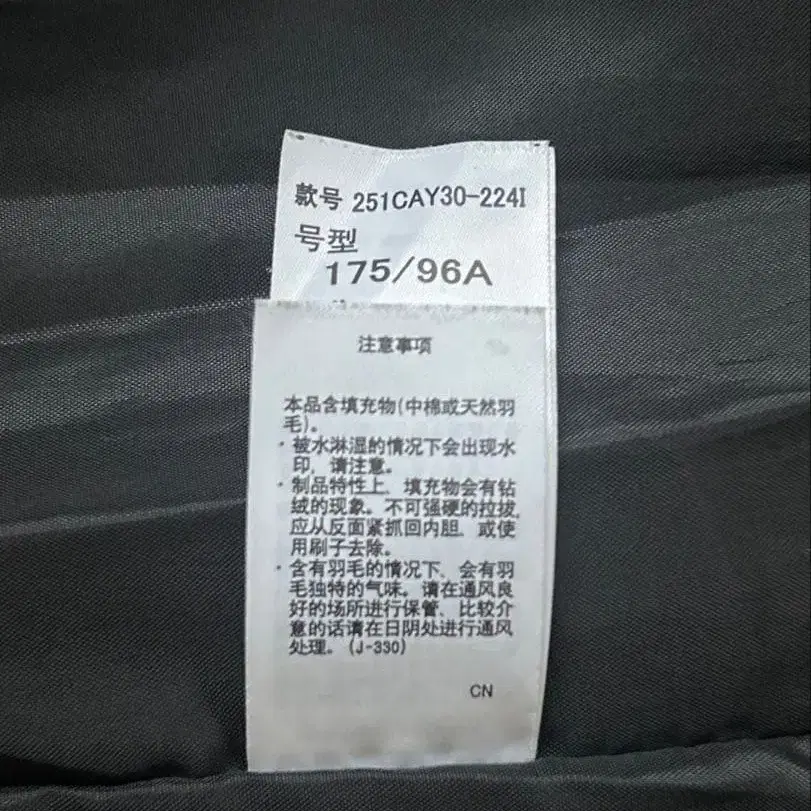 款号 251CAY30-224I
号型
175/96A
注意事项
本品含填充物(中棉或天然羽
毛)。
・被水淋湿的情况下会出现水
印，请注意。
・制品特性上，填充物会有钻
绒的现象。不可强硬的拉拔，
应从反面紧抓回内胆，或使
用刷子去除。
・含有羽毛的情况下，会有羽
毛独特的气味。请在通风良
好的场所进行保管，比较介
意的话请在日阴处进行通风
处理。(J-330)
CN